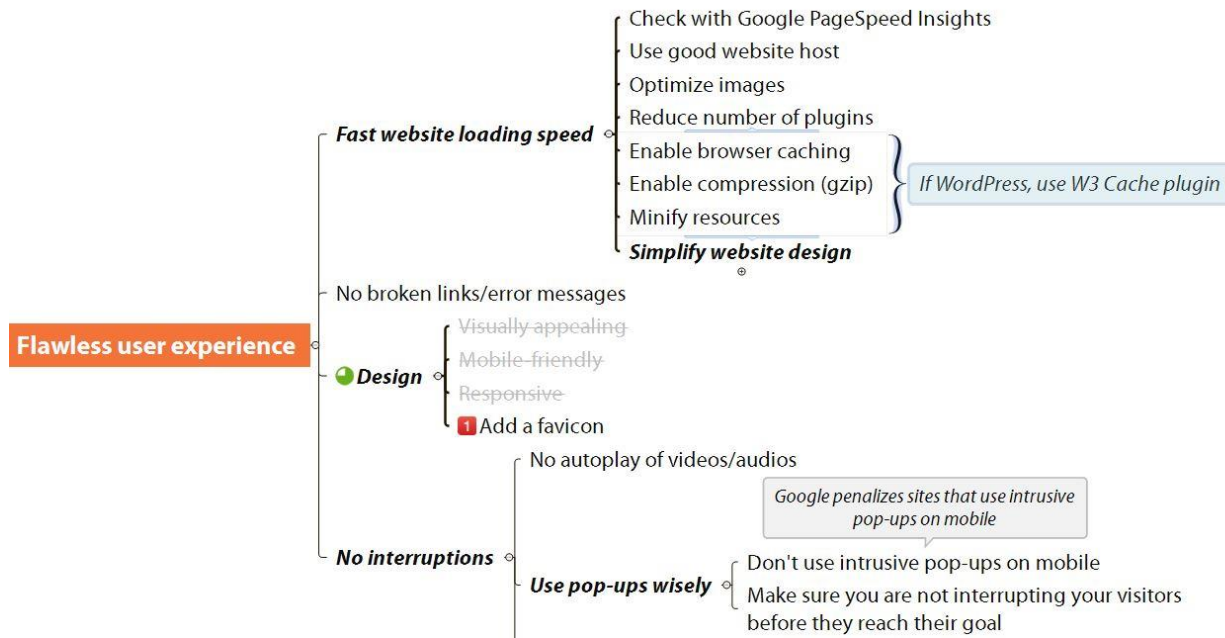 Check with Google PageSpeed Insights
Use good website host
Optimize images
Reduce number of plugins
Fast website loading speed
Enable browser caching
Enable compression (gzip)
If WordPress, use W3 Cache plugin
Minify resources
Simplify website design
No broken links/error messages
Flawless user experience
Visually appealing
Mobile-friendly
Design
Responsive
1 Add a favicon
No autoplay of videos/audios
Google penalizes sites that use intrusive
pop-ups on mobile
No interruptions
Don't use intrusive pop-ups on mobile
Use pop-ups wisely
Make sure you are not interrupting your visitors
before they reach their goal